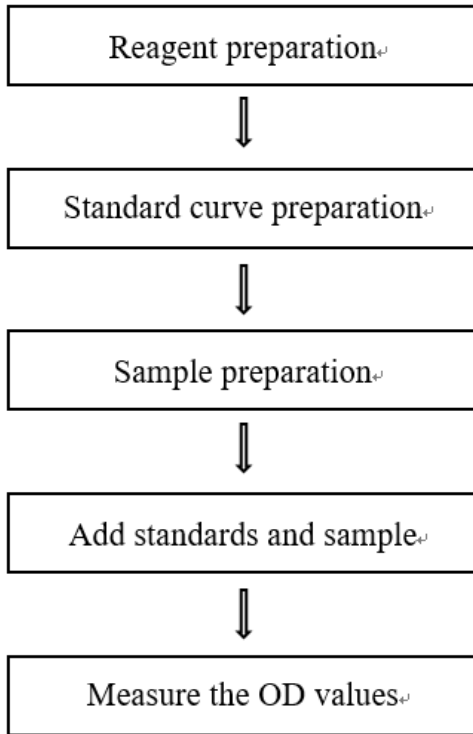 Reagent preparation
Standard curve preparation
Sample preparation
Add standards and sample
Measure the OD values